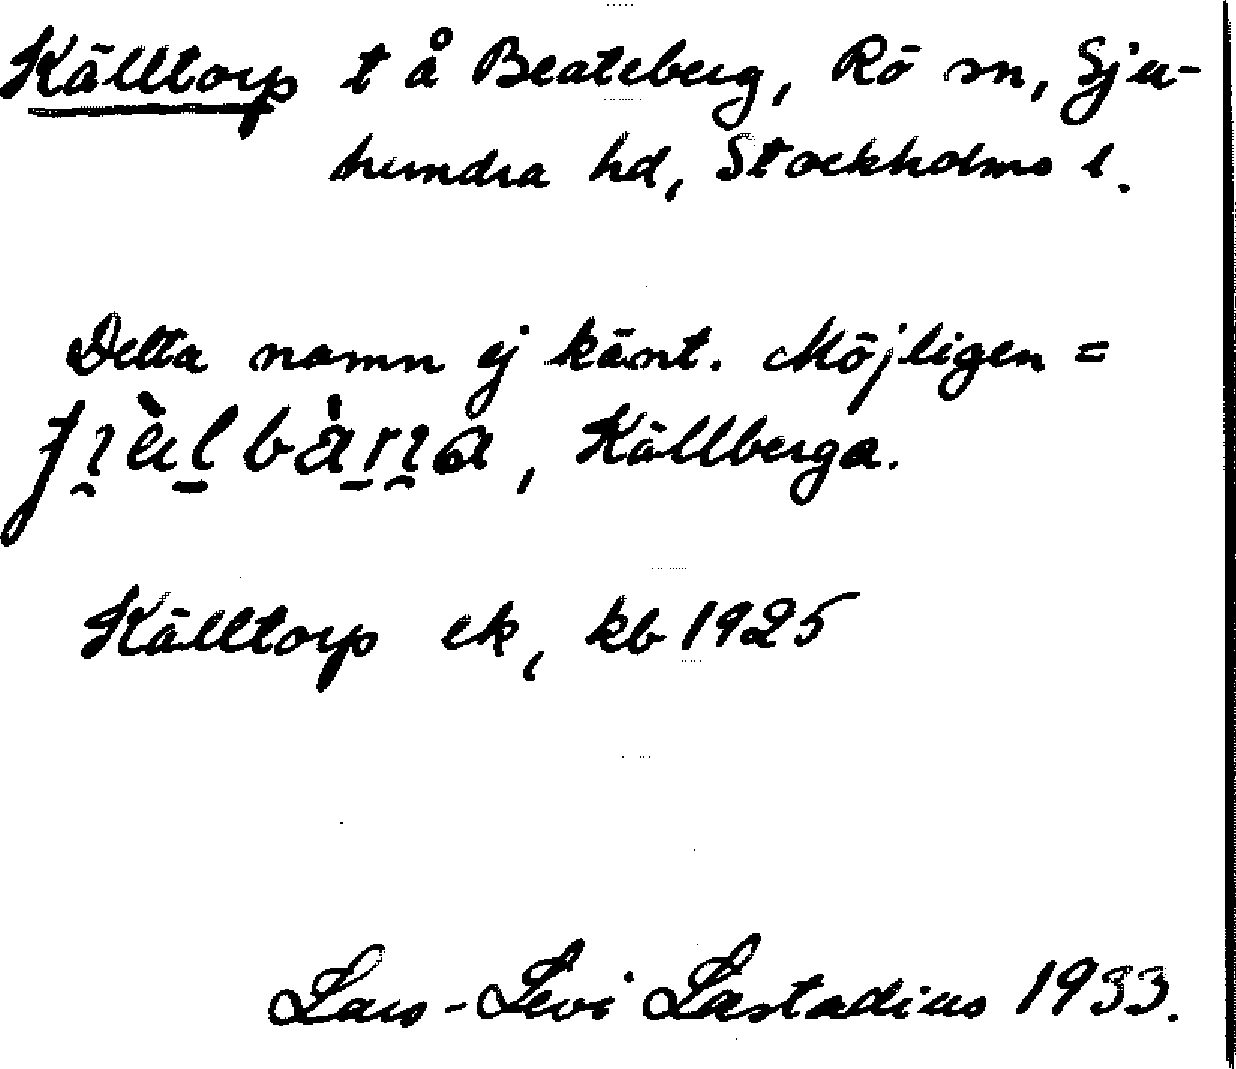 Källtorp t å Beateberg, Rö sn, Sju-
hundra hd, Stockholms l.
Detta namn ej känt. Möjligen =
, Källberga.
Källtorp ek, kb 1925
Lars-Levi Læstadius 1933.